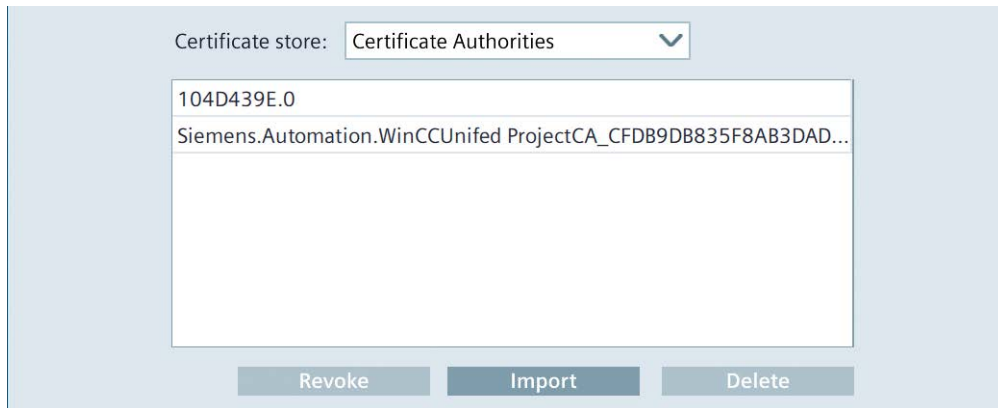 Certificate store: Certificate Authorities
104D439E.0
Siemens.Automation.WinCCUnifed ProjectCA_CFDB9DB835F8AB3DAD...
Revoke Import Delete